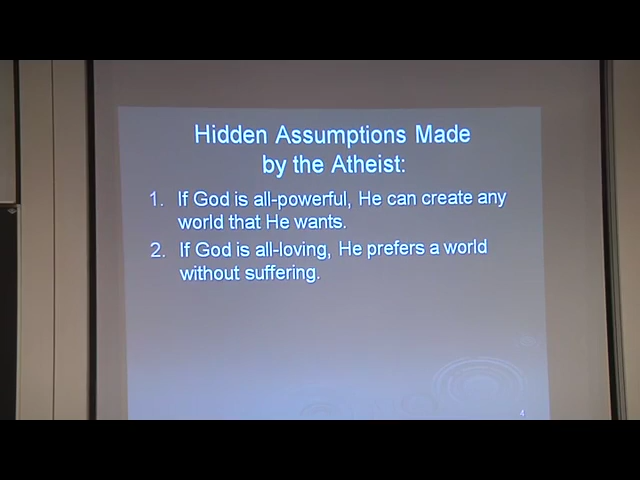 Hidden Assumptions Made
by the Atheist:
1. If God is all-powerful, He can create any
world that He wants.
2. If God is all-loving, He prefers a world
without suffering.
4